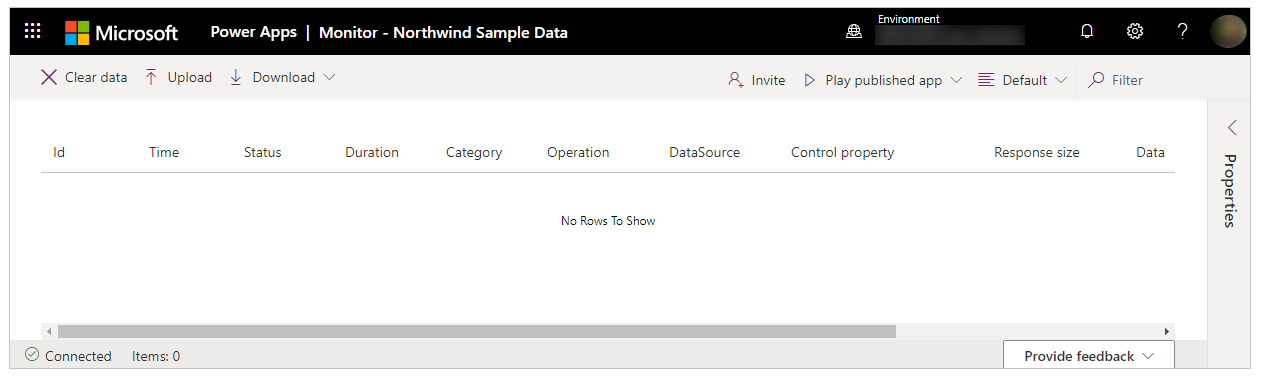 Microsoft Power Apps | Monitor - Northwind Sample Data Environment ?
Clear data Upload Download Invite Play published app Default Filter
Id Time Status Duration Category Operation DataSource Control property Response size Data
Properties
No Rows To Show
Connected Items: 0 Provide feedback